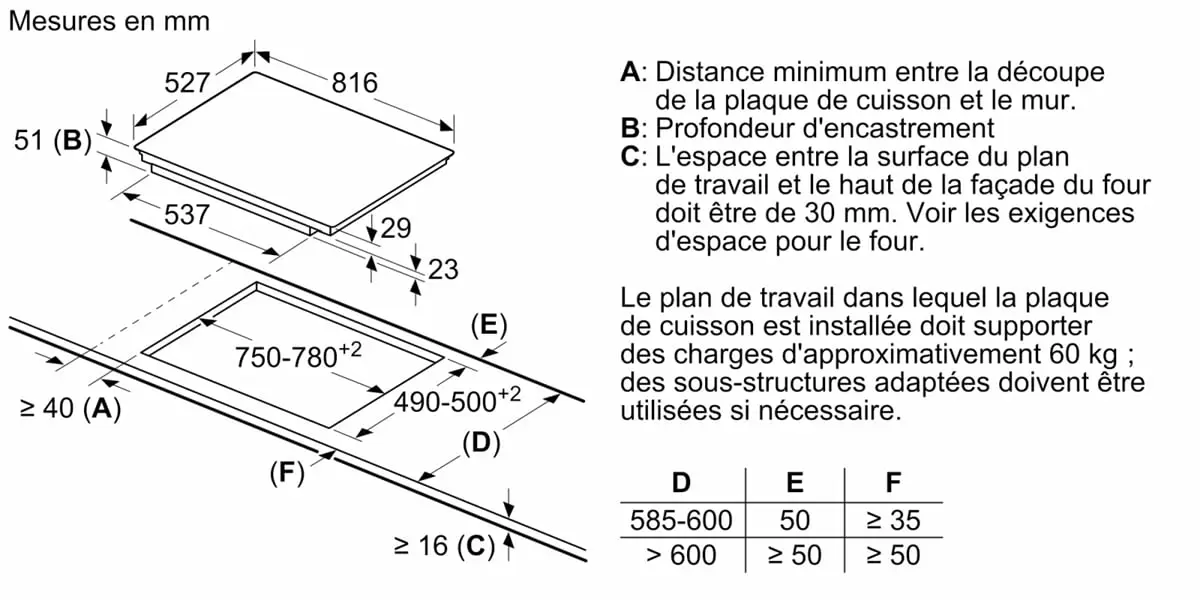 Mesures en mm
527
816
51 (B)
537
29
23
(E)
750-780+2
490-500+2
≥ 40 (A)
(D)
(F)
≥ 16 (C)
A: Distance minimum entre la découpe
de la plaque de cuisson et le mur.
B: Profondeur d'encastrement
C: L'espace entre la surface du plan
de travail et le haut de la façade du four
doit être de 30 mm. Voir les exigences
d'espace pour le four.
Le plan de travail dans lequel la plaque
de cuisson est installée doit supporter
des charges d'approximativement 60 kg ;
des sous-structures adaptées doivent être
utilisées si nécessaire.
D E F
585-600 50 ≥ 35
> 600 ≥ 50 ≥ 50